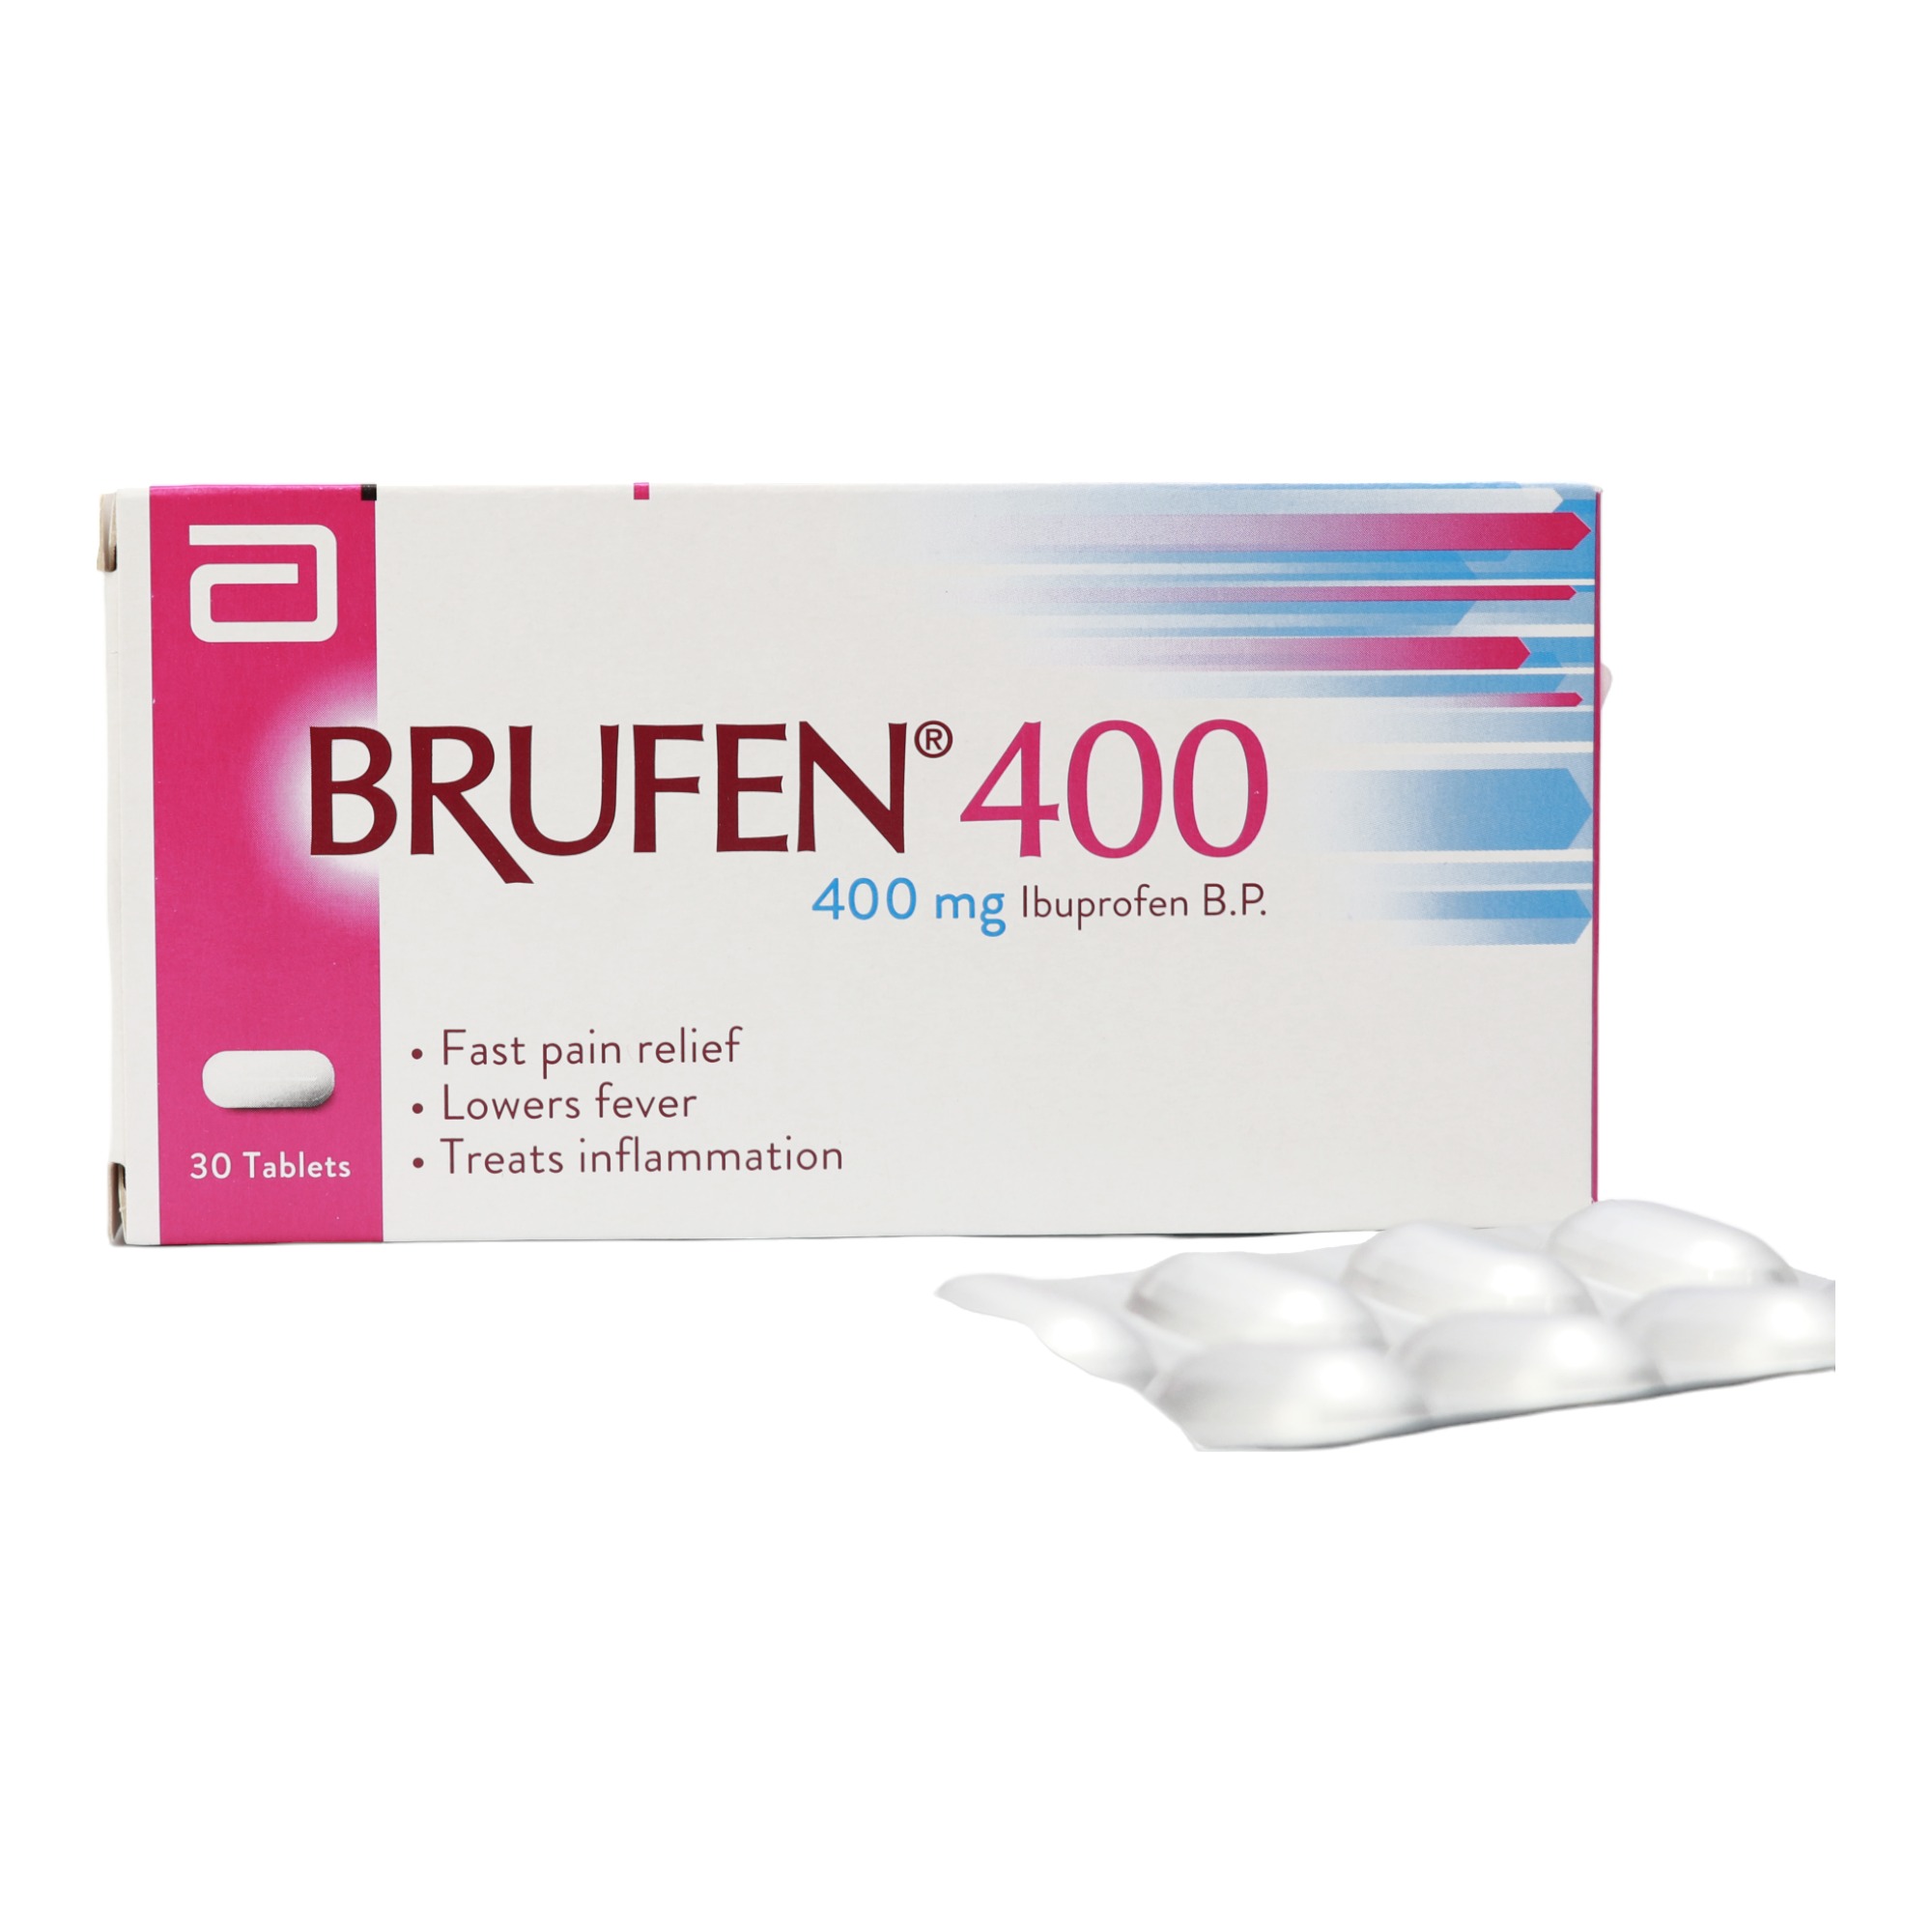 BRUFEN® 400
400 mg Ibuprofen B.P.
• Fast pain relief
• Lowers fever
• Treats inflammation
30 Tablets